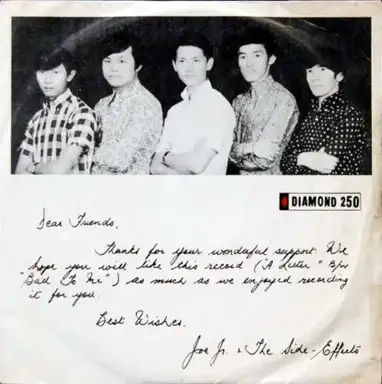 DIAMOND 250
Dear Friends,
Thanks for your wonderful support. We
hope you will like this record ("A Letter" B/w
"Bad To Me") as much as we enjoyed recording
it for you.
Best Wishes.
Joe Jr. & The Side-Effects